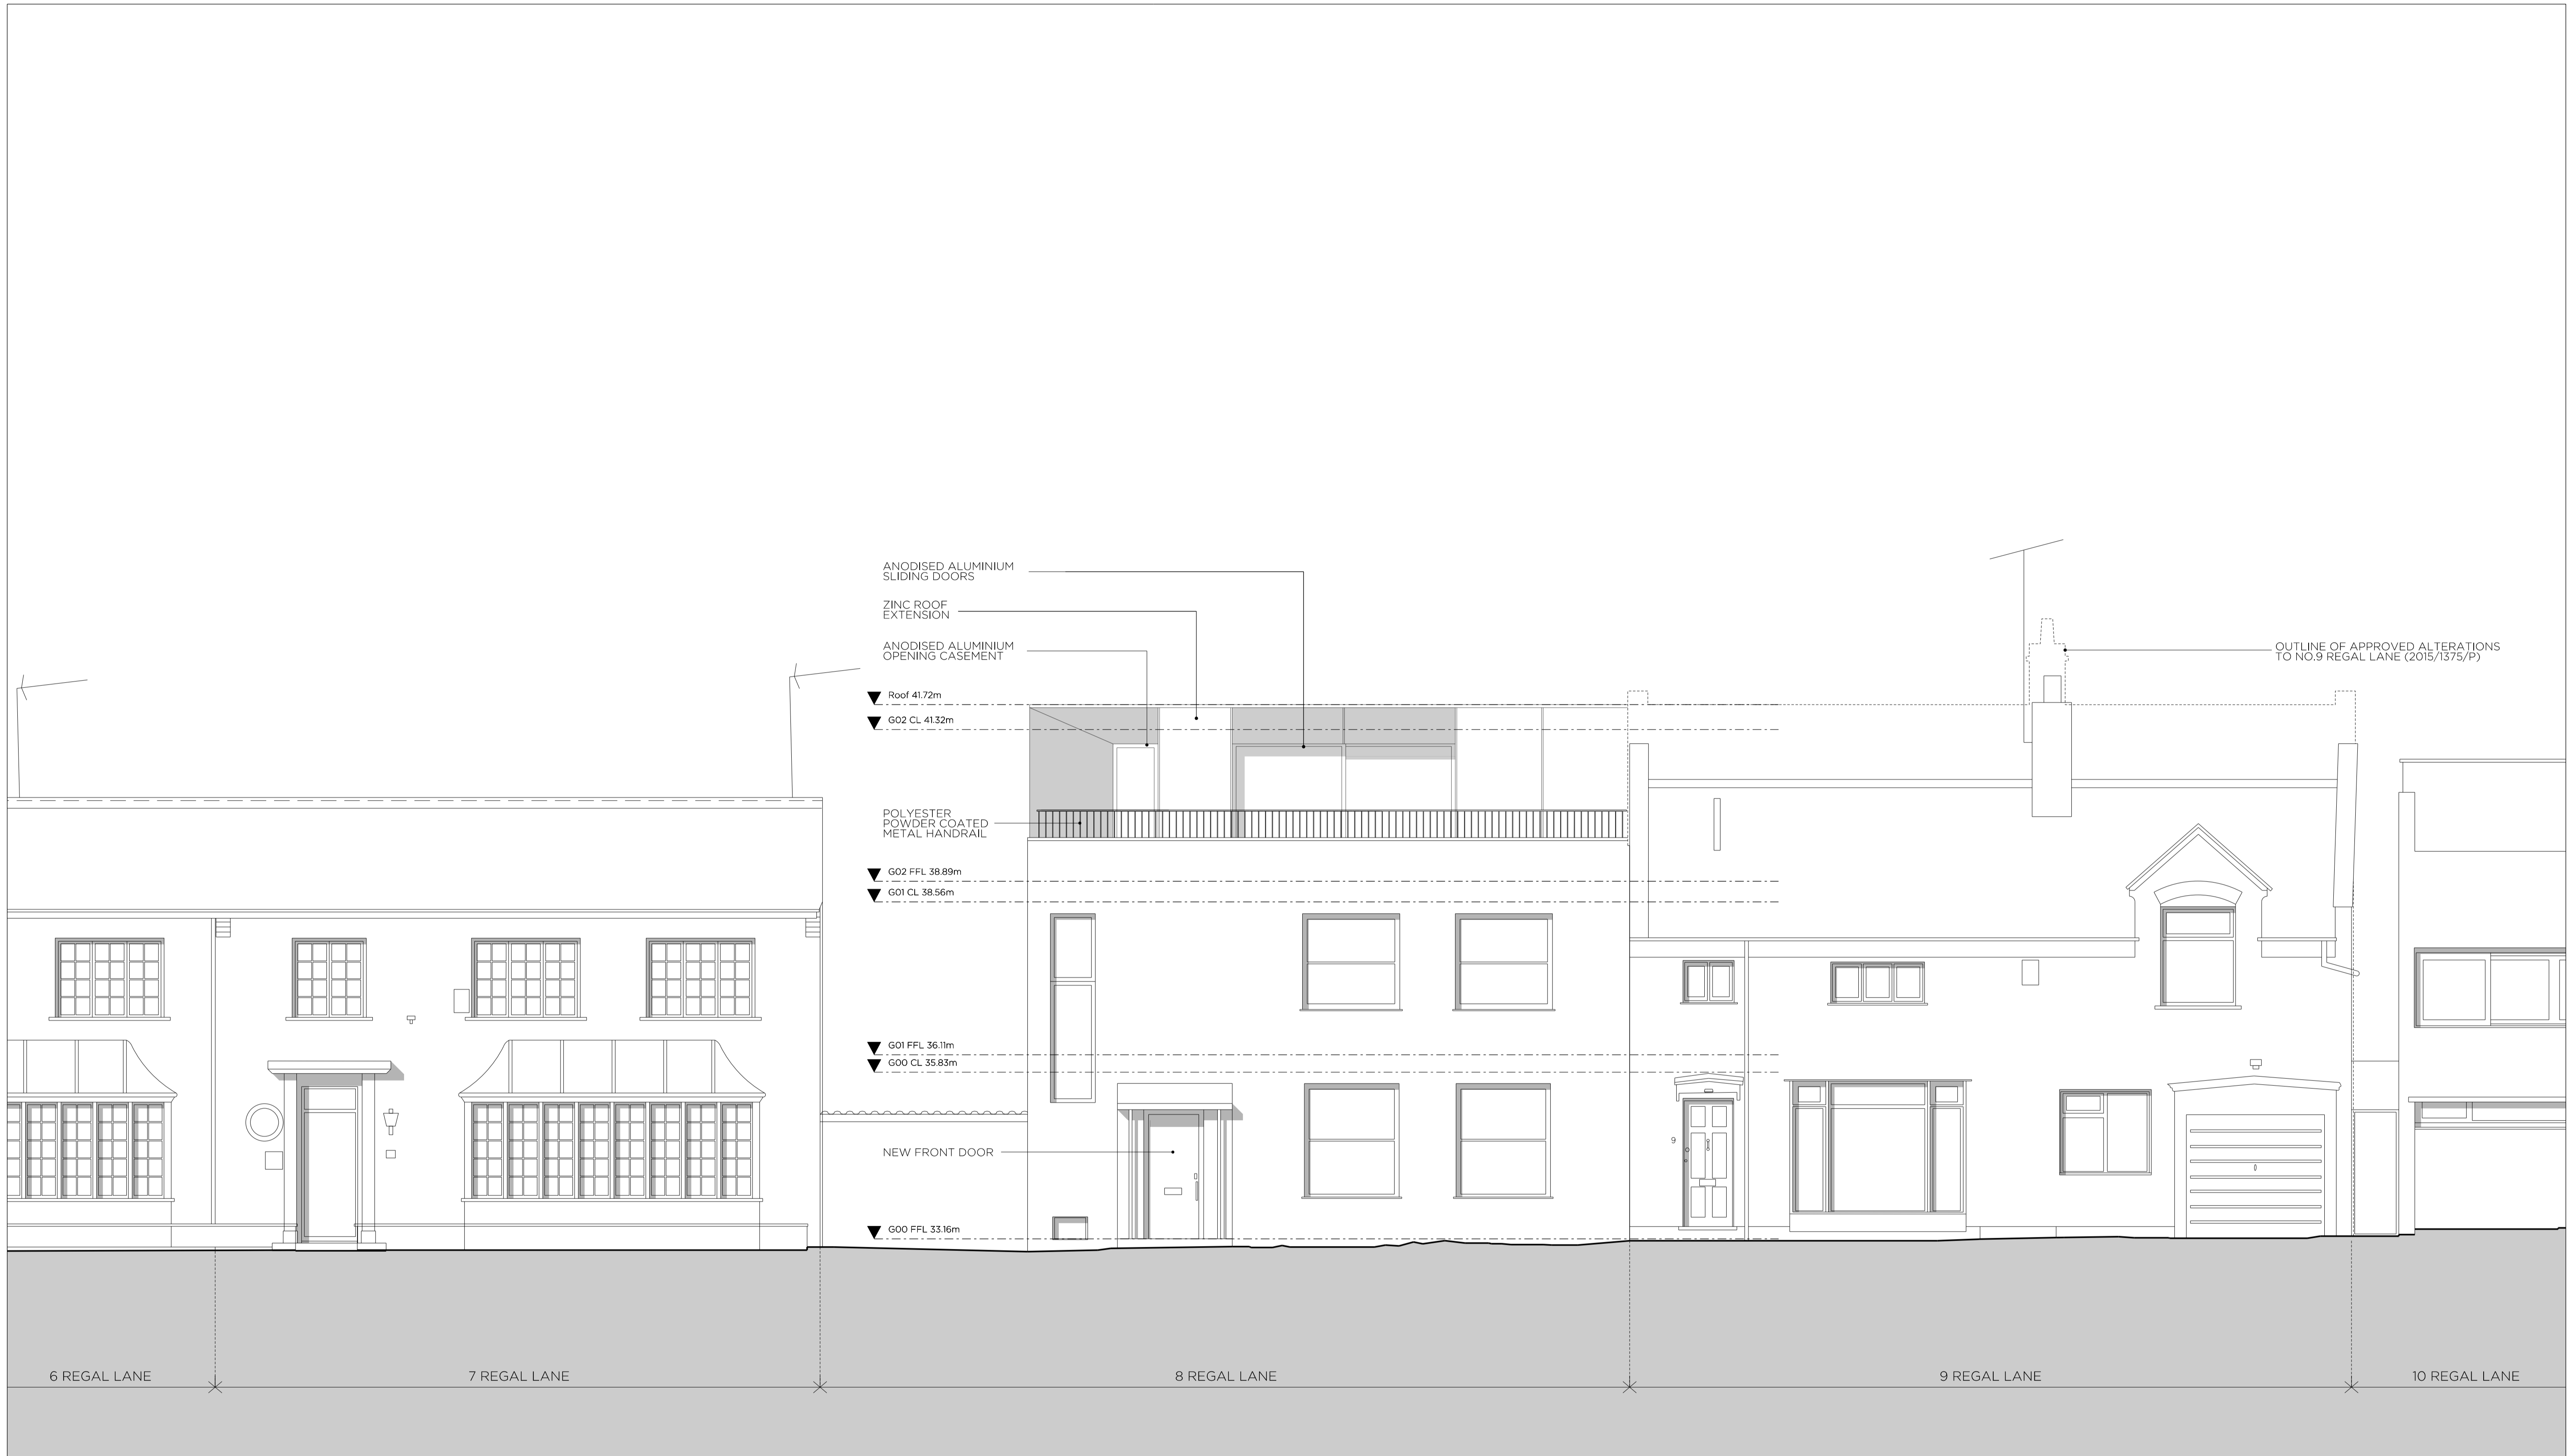 ANODISED ALUMINIUM
SLIDING DOORS
ZINC ROOF
EXTENSION
ANODISED ALUMINIUM
OPENING CASEMENT
OUTLINE OF APPROVED ALTERATIONS
TO NO.9 REGAL LANE (2015/1375/P)
Roof 41.72m
G02 CL 41.32m
POLYESTER
POWDER COATED
METAL HANDRAIL
G02 FFL 38.89m
G01 CL 38.56m
G01 FFL 36.11m
G00 CL 35.83m
9
NEW FRONT DOOR
G00 FFL 33.16m
6 REGAL LANE
7 REGAL LANE
8 REGAL LANE
9 REGAL LANE
10 REGAL LANE